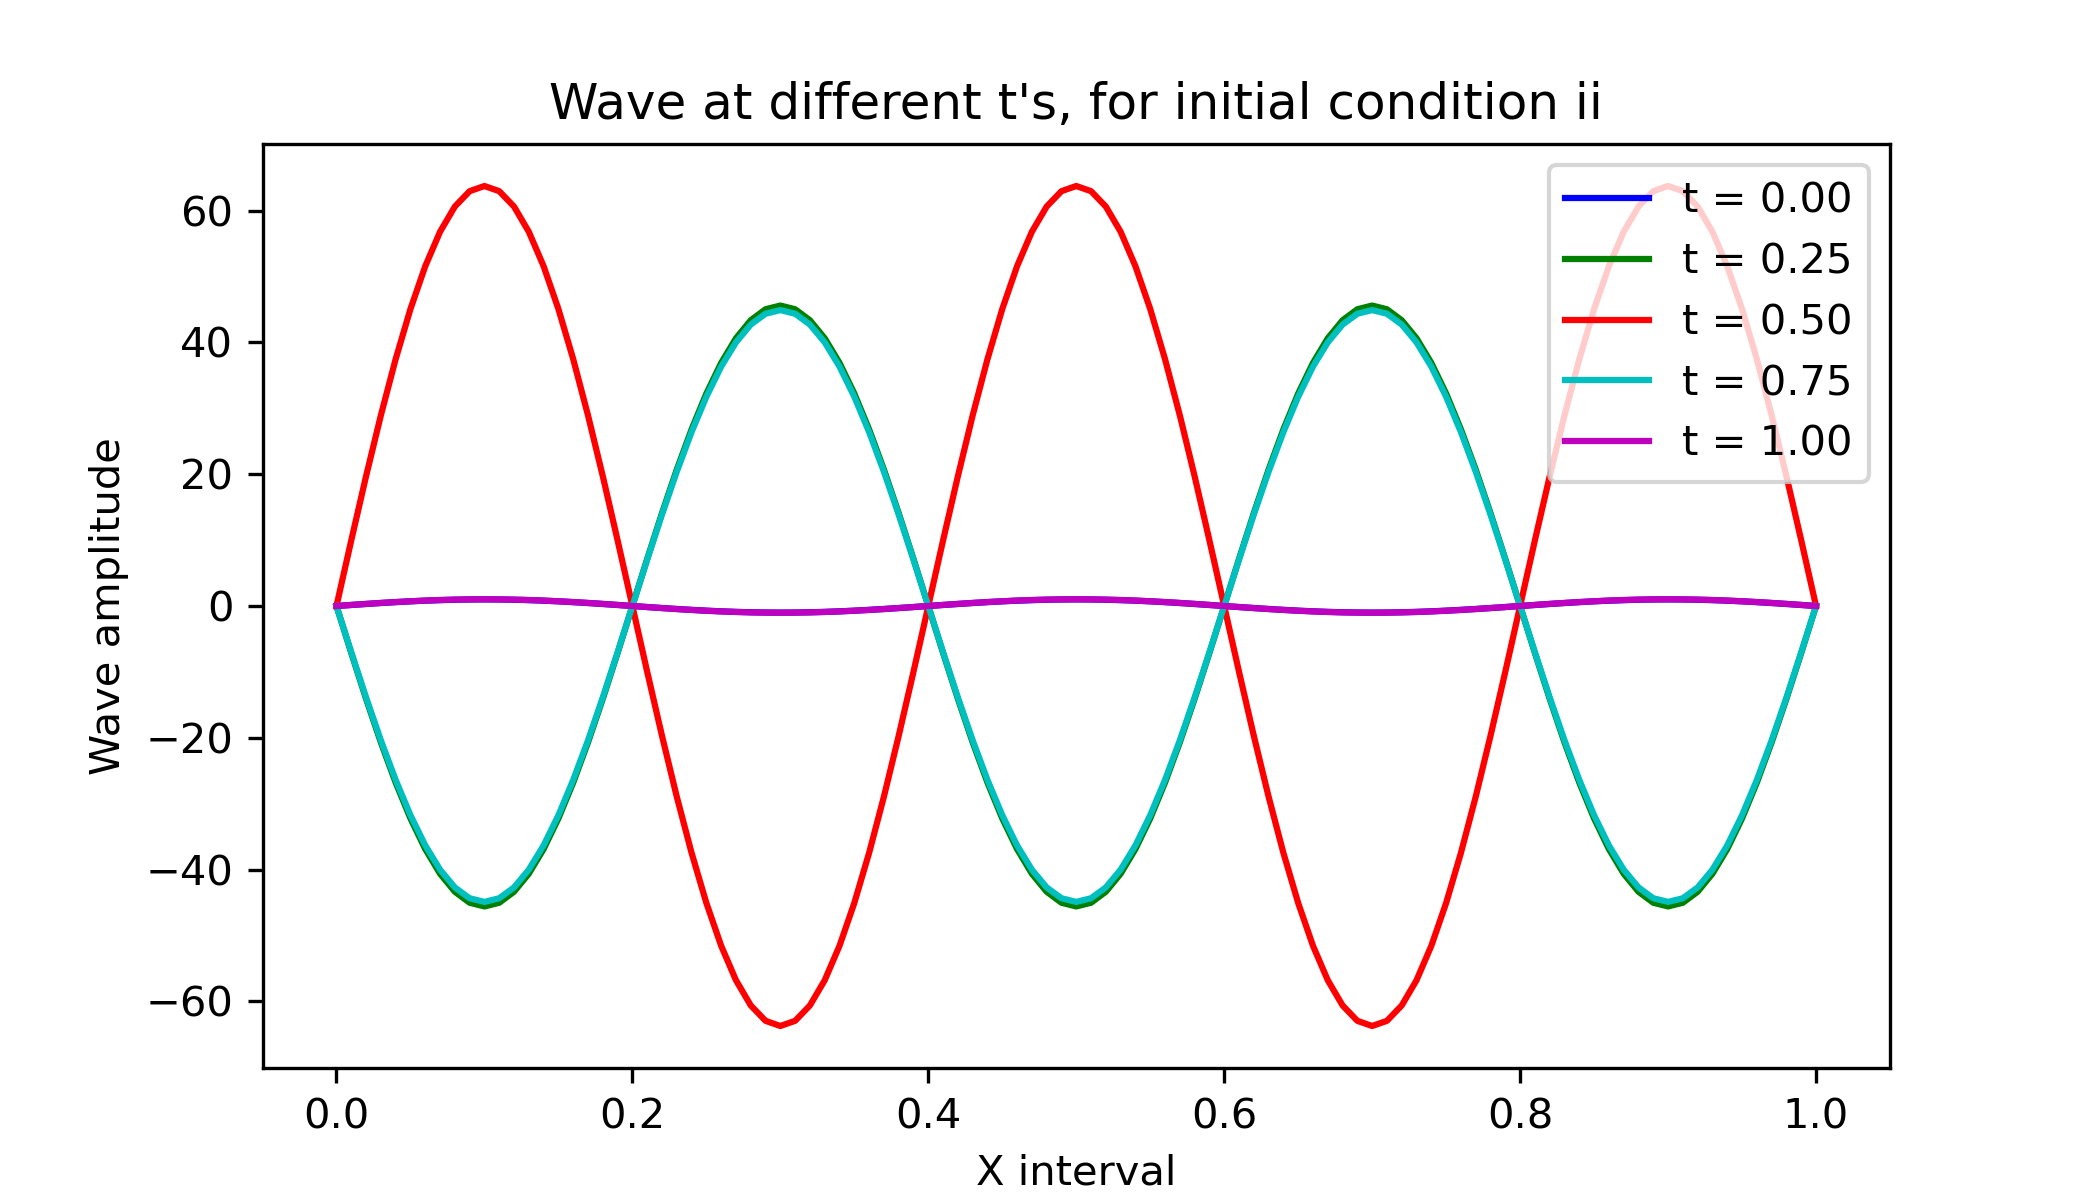 Wave at different t's, for initial condition ii
t = 0.00
t = 0.25
t = 0.50
t = 0.75
t = 1.00
60
40
20
0
−20
−40
−60
Wave amplitude
0.0 0.2 0.4 0.6 0.8 1.0
X interval